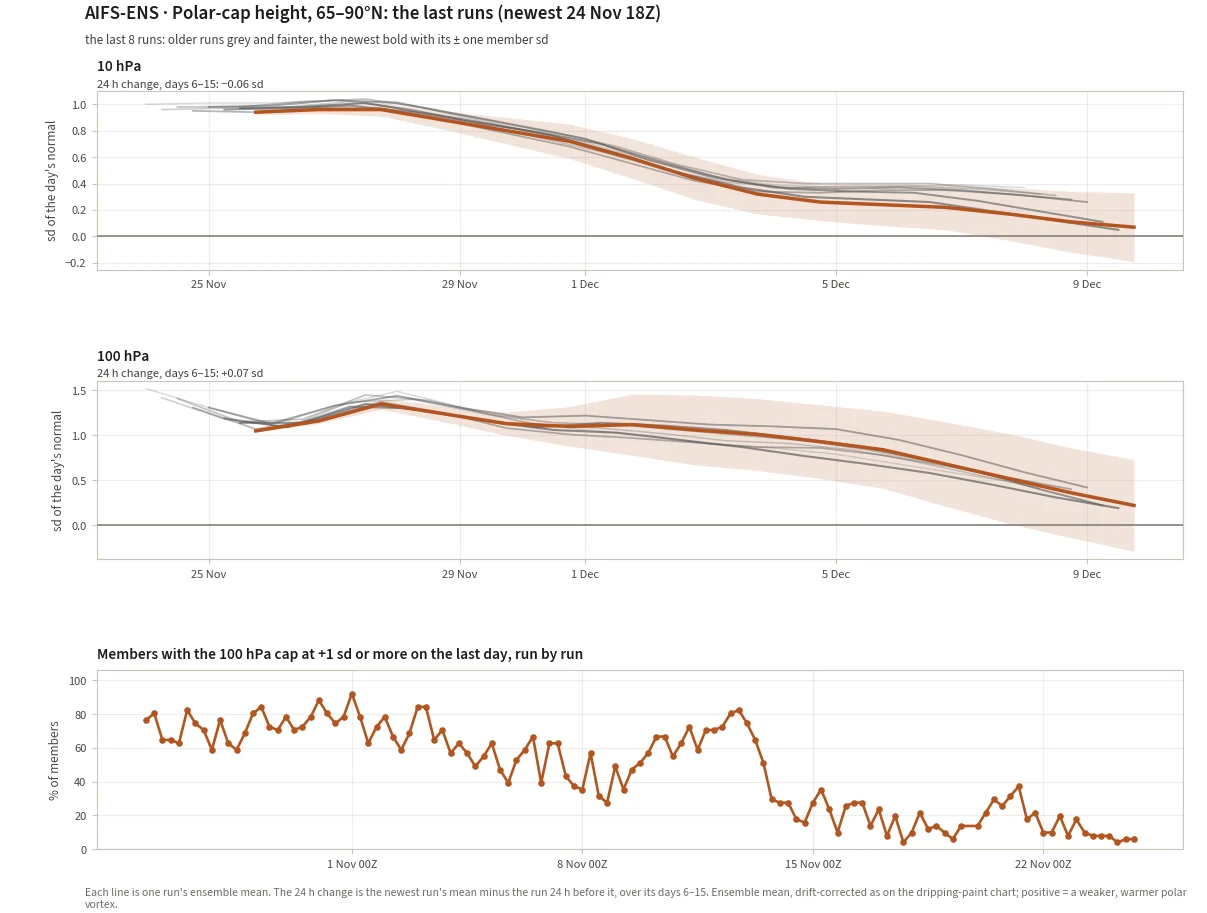 AIFS-ENS · Polar-cap height, 65–90°N: the last runs (newest 24 Nov 18Z)
the last 8 runs: older runs grey and fainter, the newest bold with its ± one member sd
10 hPa
24 h change, days 6–15: −0.06 sd
sd of the day's normal
1.0
0.8
0.6
0.4
0.2
0.0
−0.2
25 Nov
29 Nov
1 Dec
5 Dec
9 Dec
100 hPa
24 h change, days 6–15: +0.07 sd
sd of the day's normal
1.5
1.0
0.5
0.0
25 Nov
29 Nov
1 Dec
5 Dec
9 Dec
Members with the 100 hPa cap at +1 sd or more on the last day, run by run
% of members
100
80
60
40
20
0
1 Nov 00Z
8 Nov 00Z
15 Nov 00Z
22 Nov 00Z
Each line is one run's ensemble mean. The 24 h change is the newest run's mean minus the run 24 h before it, over its days 6–15. Ensemble mean, drift-corrected as on the dripping-paint chart; positive = a weaker, warmer polar
vortex.